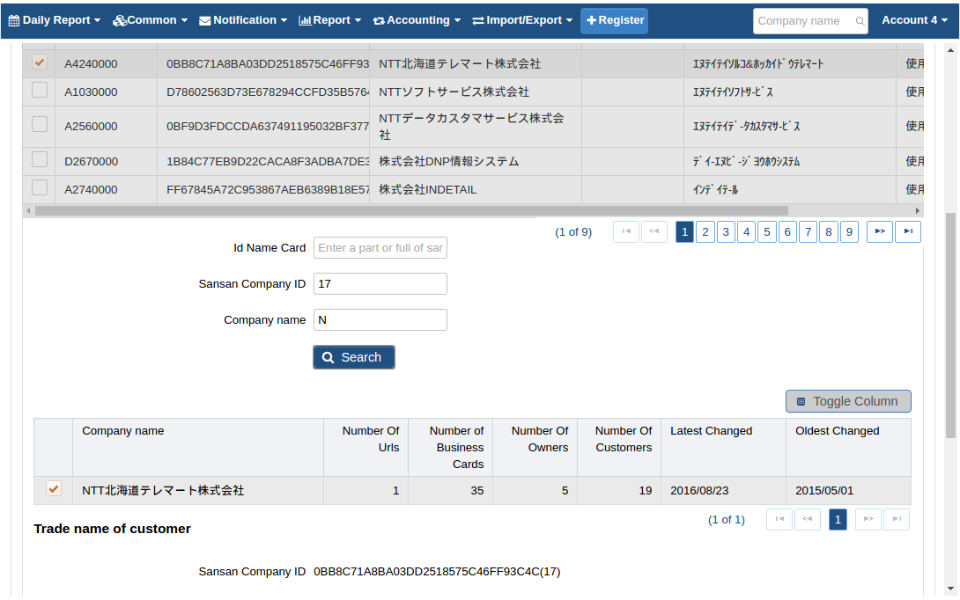 Daily Report Common Notification Report Accounting Import/Export Register Company name Account 4
A4240000 0BB8C71A8BA03DD2518575C46FF93 NTT北海道テレマート株式会社 ｴﾇﾃｲﾃｲｿﾙｺ&ﾎｯｶｲﾄﾞｳﾃﾚﾏｰﾄ 使用
A1030000 D78602563D73E678294CCFD35B576 NTTソフトサービス株式会社 ｴﾇﾃｲﾃｲｿﾌﾄｻｰﾋﾞｽ 使用
A2560000 0BF9D3FDCCDA637491195032BF377 NTTデータカスタマサービス株式会
社 ｴﾇﾃｲﾃｲﾃﾞｰﾀｶｽﾀﾏｻｰﾋﾞｽ 使用
D2670000 1B84C77EB9D22CACA8F3ADBA7DE3 株式会社DNP情報システム ﾃﾞｲｰｴﾇﾋﾟｰｼﾞﾖｳﾎｳｼｽﾃﾑ 使用
A2740000 FF67845A72C953867AEB6389B18E57 株式会社INDETAIL ｲﾝﾃﾞｲﾃｰﾙ 使用
(1 of 9) 1 2 3 4 5 6 7 8 9
Id Name Card Enter a part or full of sar
Sansan Company ID 17
Company name N
Search
Toggle Column
Company name Number Of Urls Number of Business Cards Number Of Owners Number Of Customers Latest Changed Oldest Changed
NTT北海道テレマート株式会社 1 35 5 19 2016/08/23 2015/05/01
(1 of 1) 1
Trade name of customer
Sansan Company ID 0BB8C71A8BA03DD2518575C46FF93C4C(17)